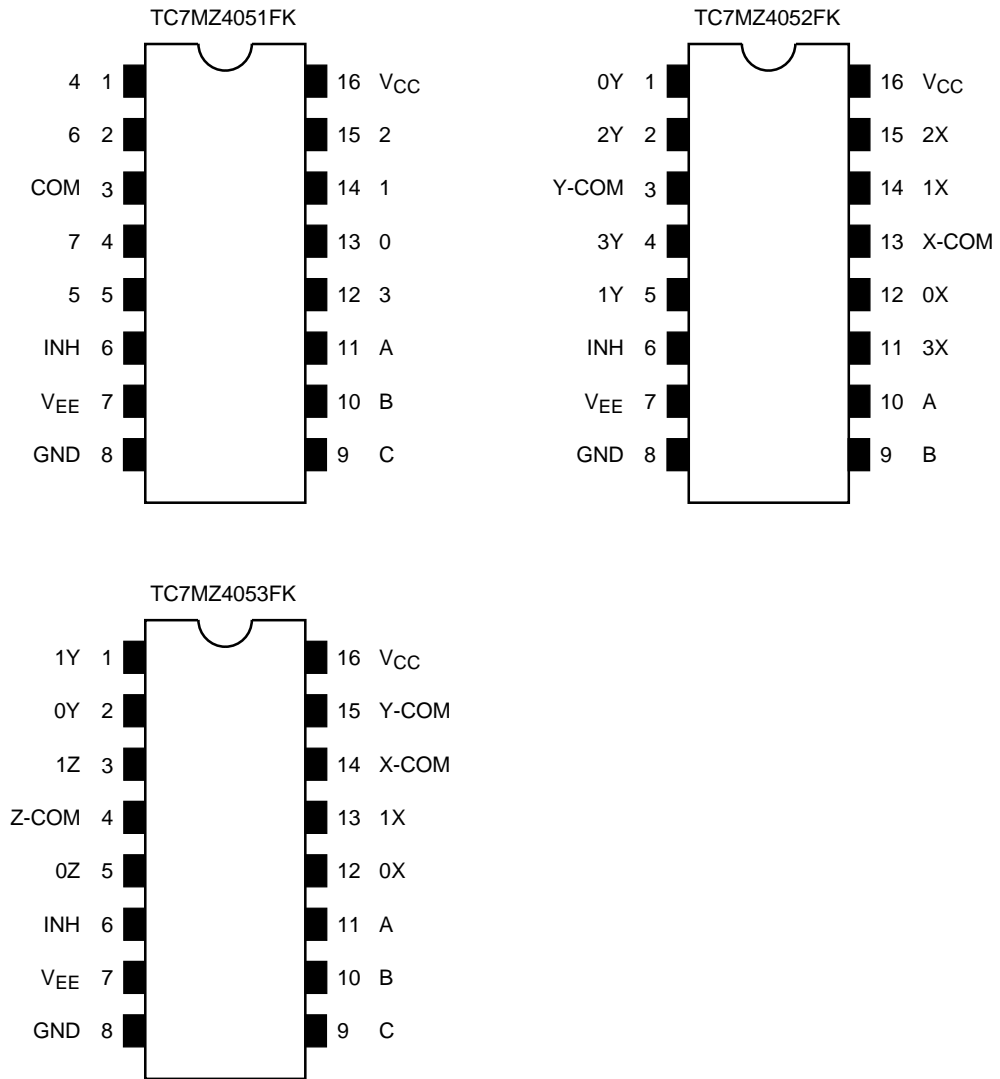 TC7MZ4051FK
4 1 16 VCC
6 2 15 2
COM 3 14 1
7 4 13 0
5 5 12 3
INH 6 11 A
VEE 7 10 B
GND 8 9 C
TC7MZ4052FK
0Y 1 16 VCC
2Y 2 15 2X
Y-COM 3 14 1X
3Y 4 13 X-COM
1Y 5 12 0X
INH 6 11 3X
VEE 7 10 A
GND 8 9 B
TC7MZ4053FK
1Y 1 16 VCC
0Y 2 15 Y-COM
1Z 3 14 X-COM
Z-COM 4 13 1X
0Z 5 12 0X
INH 6 11 A
VEE 7 10 B
GND 8 9 C